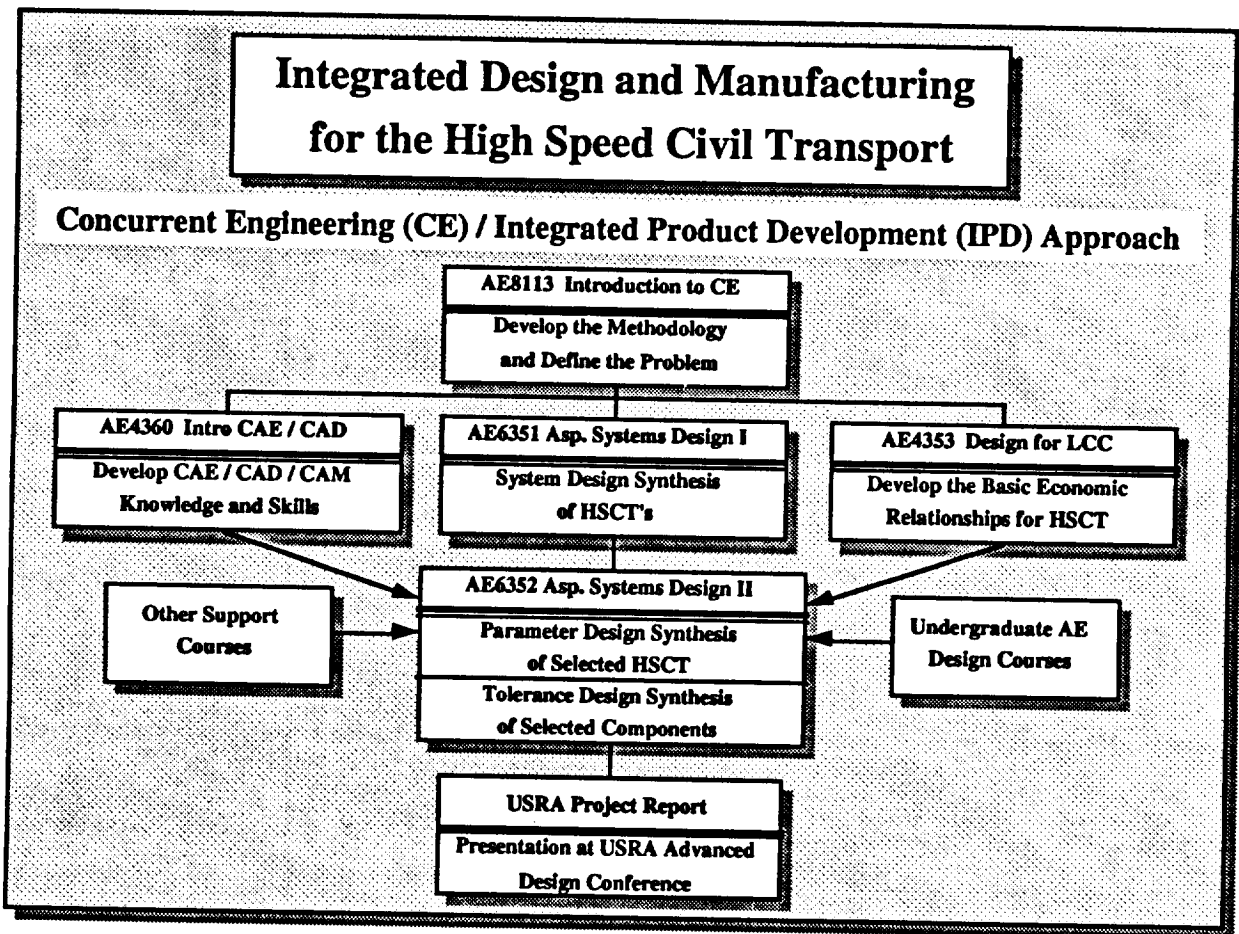 Integrated Design and Manufacturing
for the High Speed Civil Transport
Concurrent Engineering (CE) / Integrated Product Development (IPD) Approach
AE8113 Introduction to CE
Develop the Methodology
and Define the Problem
AE4360 Intro CAE / CAD
Develop CAE / CAD / CAM
Knowledge and Skills
AE6351 Asp. Systems Design I
System Design Synthesis
of HSCT's
AE4353 Design for LCC
Develop the Basic Economic
Relationships for HSCT
Other Support
Courses
AE6352 Asp. Systems Design II
Parameter Design Synthesis
of Selected HSCT
Tolerance Design Synthesis
of Selected Components
Undergraduate AE
Design Courses
USRA Project Report
Presentation at USRA Advanced
Design Conference